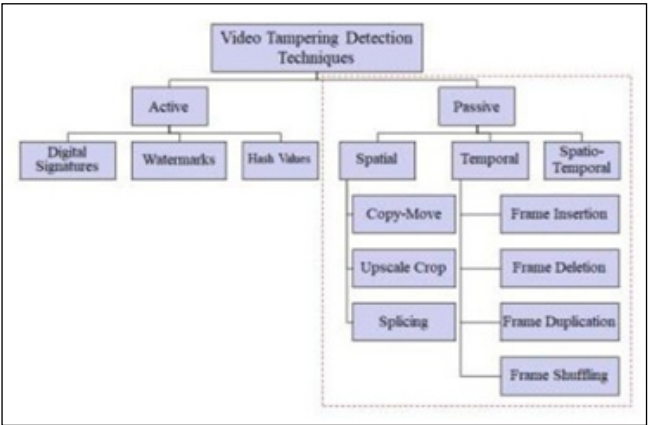 Video Tampering Detection
Techniques
Active
Passive
Digital
Signatures
Watermarks
Hash Values
Spatial
Temporal
Spatio-
Temporal
Copy-Move
Frame Insertion
Upscale Crop
Frame Deletion
Splicing
Frame Duplication
Frame Shuffling